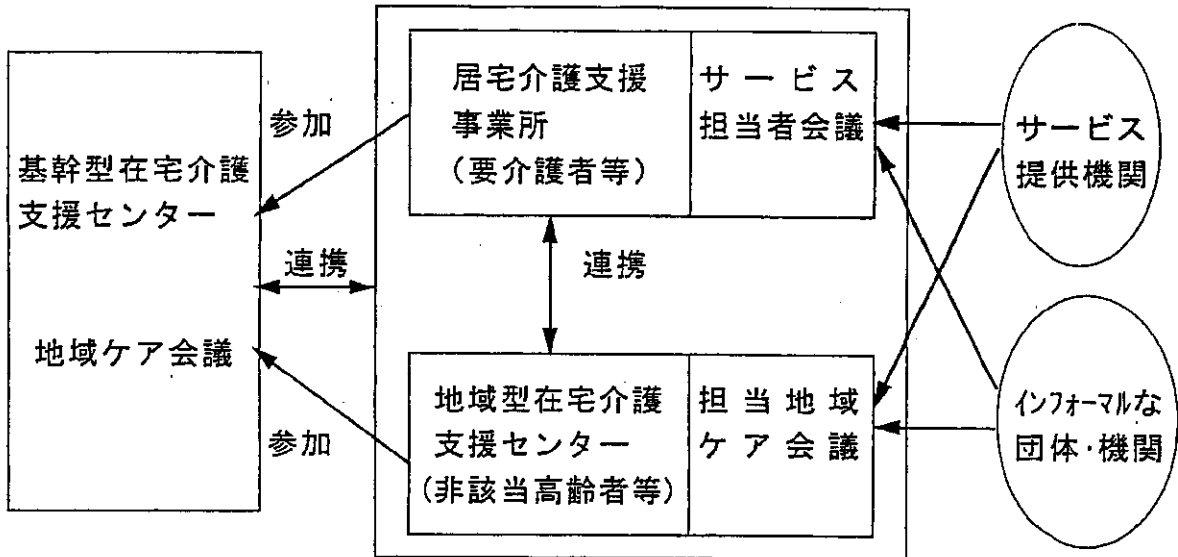 基幹型在宅介護
支援センター
地域ケア会議
参加
連携
参加
居宅介護支援
事業所
(要介護者等)
サービス
担当者会議
連携
地域型在宅介護
支援センター
(非該当高齢者等)
担当地域
ケア会議
サービス
提供機関
インフォーマルな
団体・機関